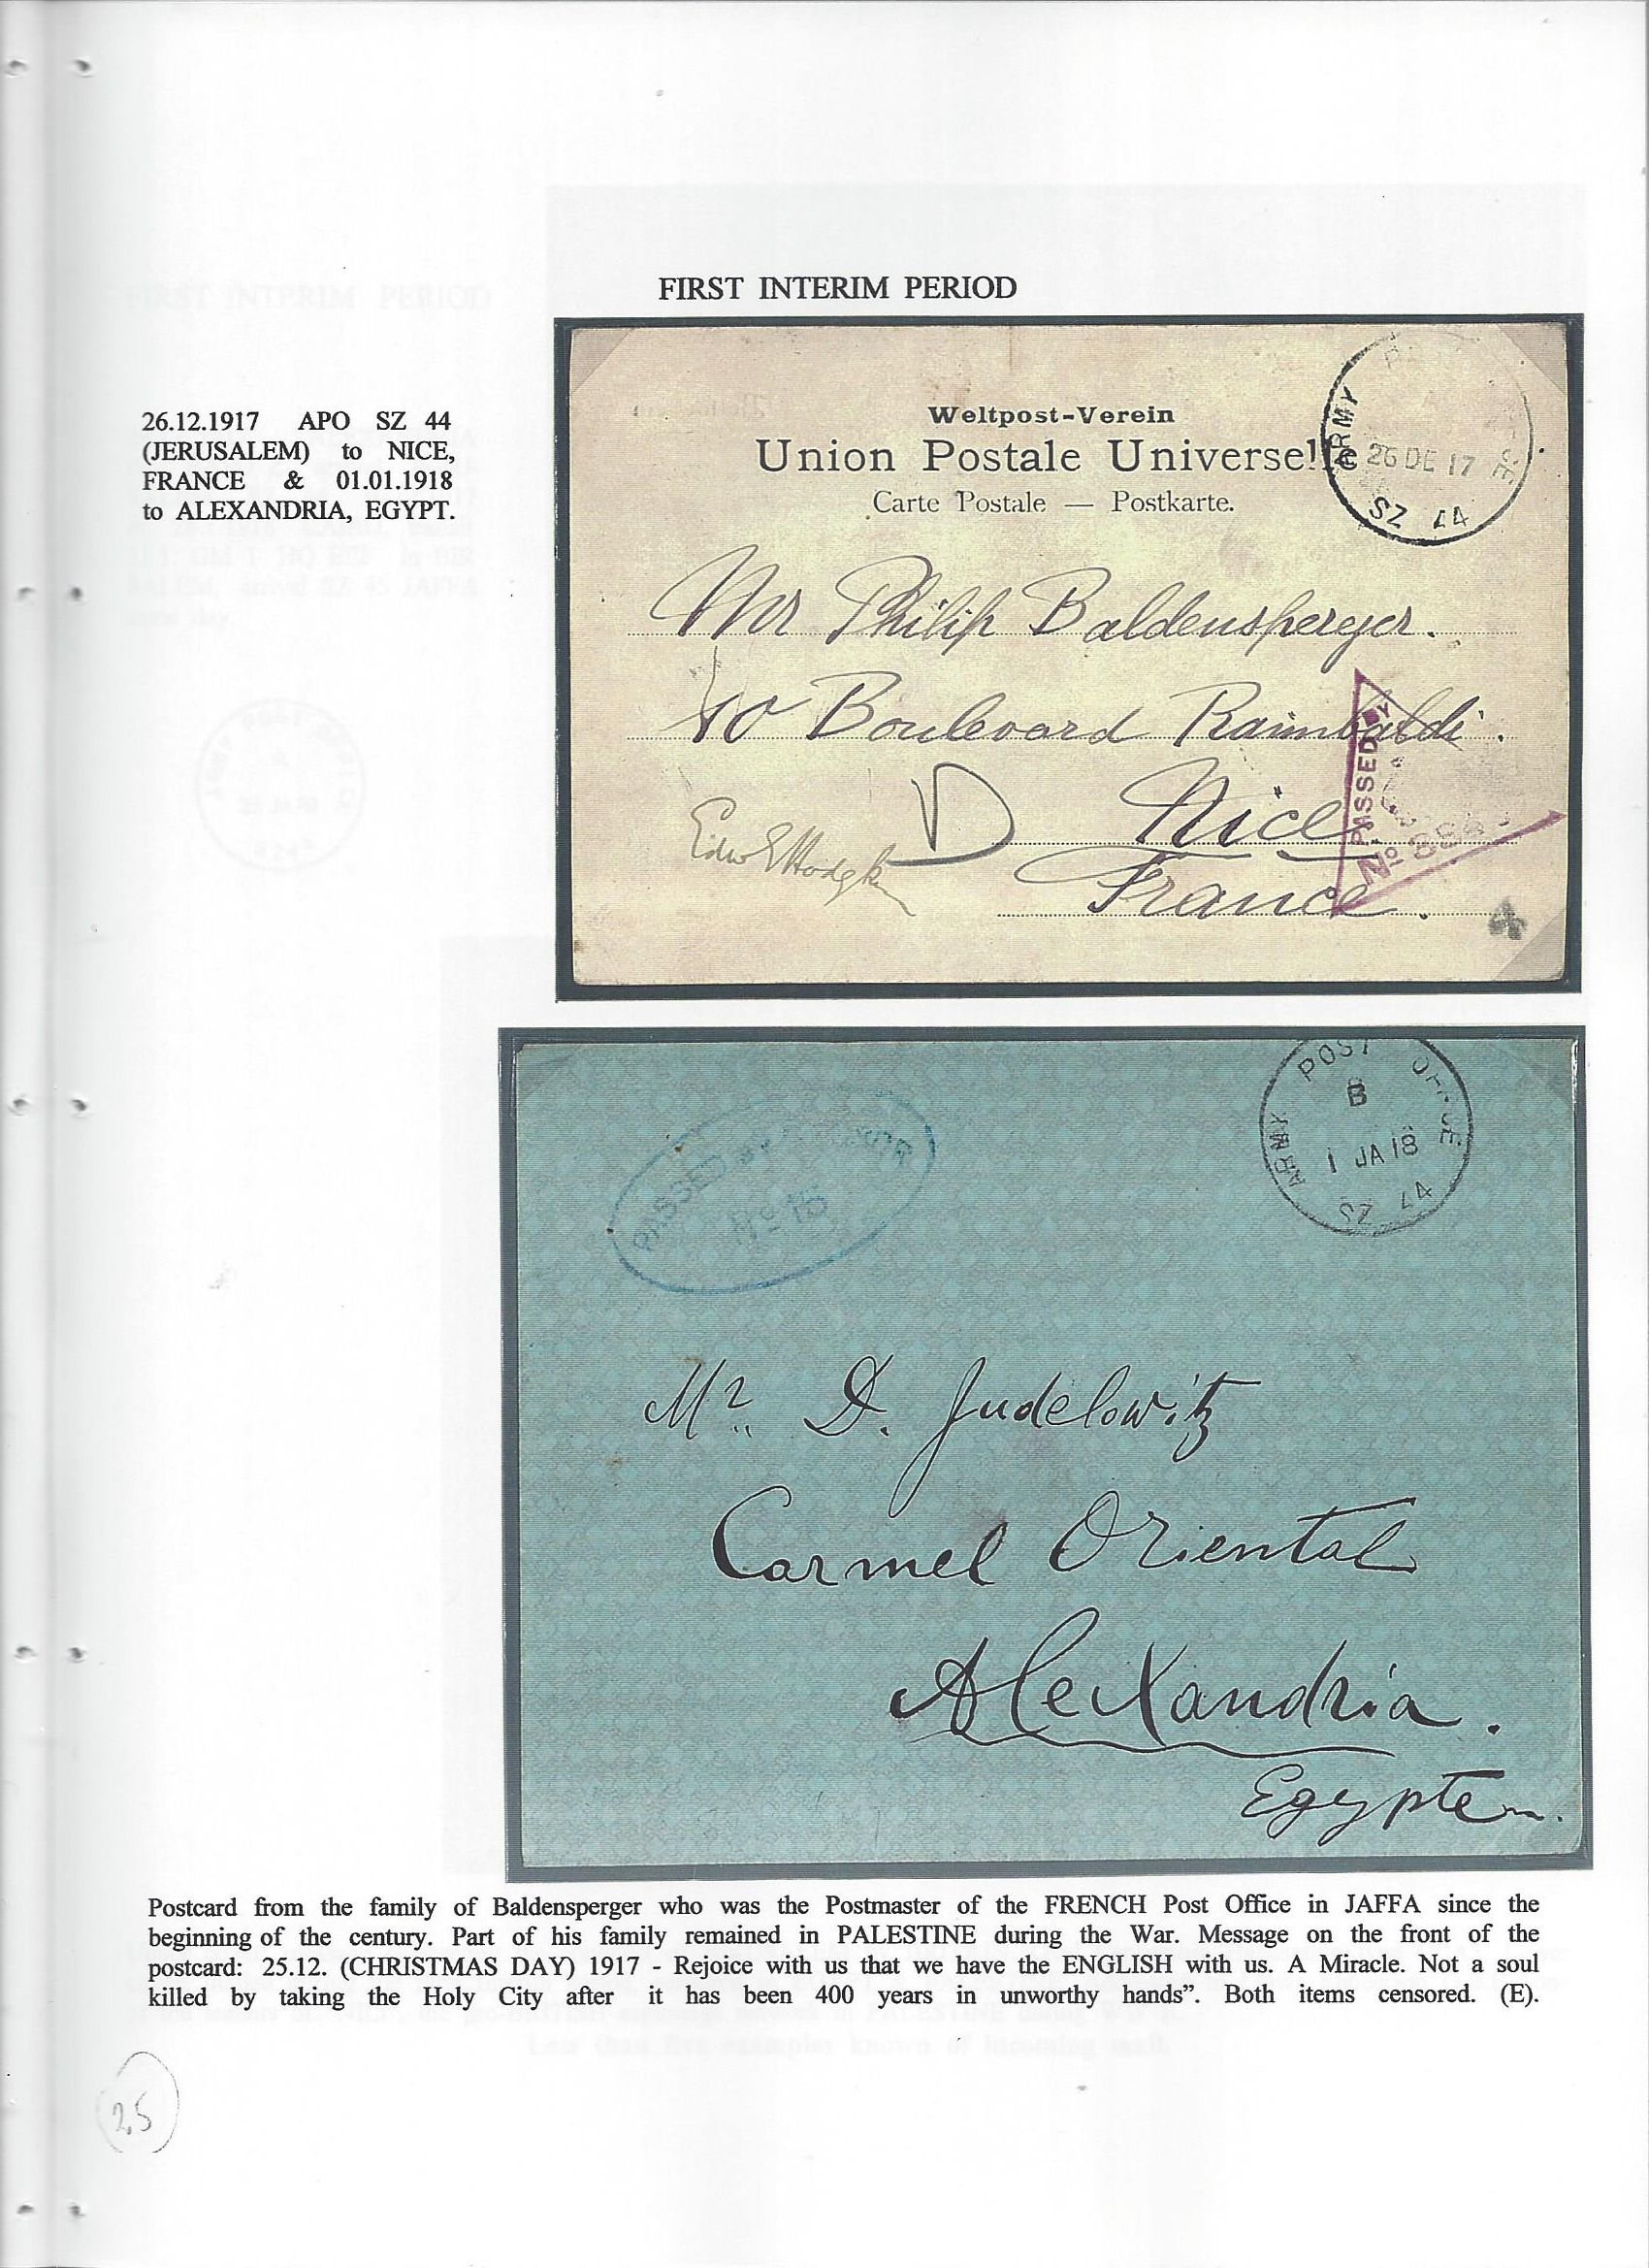 FIRST INTERIM PERIOD
26.12.1917 APO SZ 44
(JERUSALEM) to NICE,
FRANCE & 01.01.1918
to ALEXANDRIA, EGYPT.
Weltpost-Verein
Union Postale Universelle
Carte Postale — Postkarte.
ARMY
26 DE 17
SZ 44
Mr Philip Baldensperger.
10 Boulevard Raimbaldi.
D Nice
France.
PASSED BY
No
4
ARMY POST OFFICE
B
1 JA 18
SZ 44
PASSED BY
No 15
Mr. D. Judelowitz
Carmel Oriental
Alexandria.
Egypte
Postcard from the family of Baldensperger who was the Postmaster of the FRENCH Post Office in JAFFA since the
beginning of the century. Part of his family remained in PALESTINE during the War. Message on the front of the
postcard: 25.12. (CHRISTMAS DAY) 1917 - Rejoice with us that we have the ENGLISH with us. A Miracle. Not a soul
killed by taking the Holy City after it has been 400 years in unworthy hands”. Both items censored. (E).
25